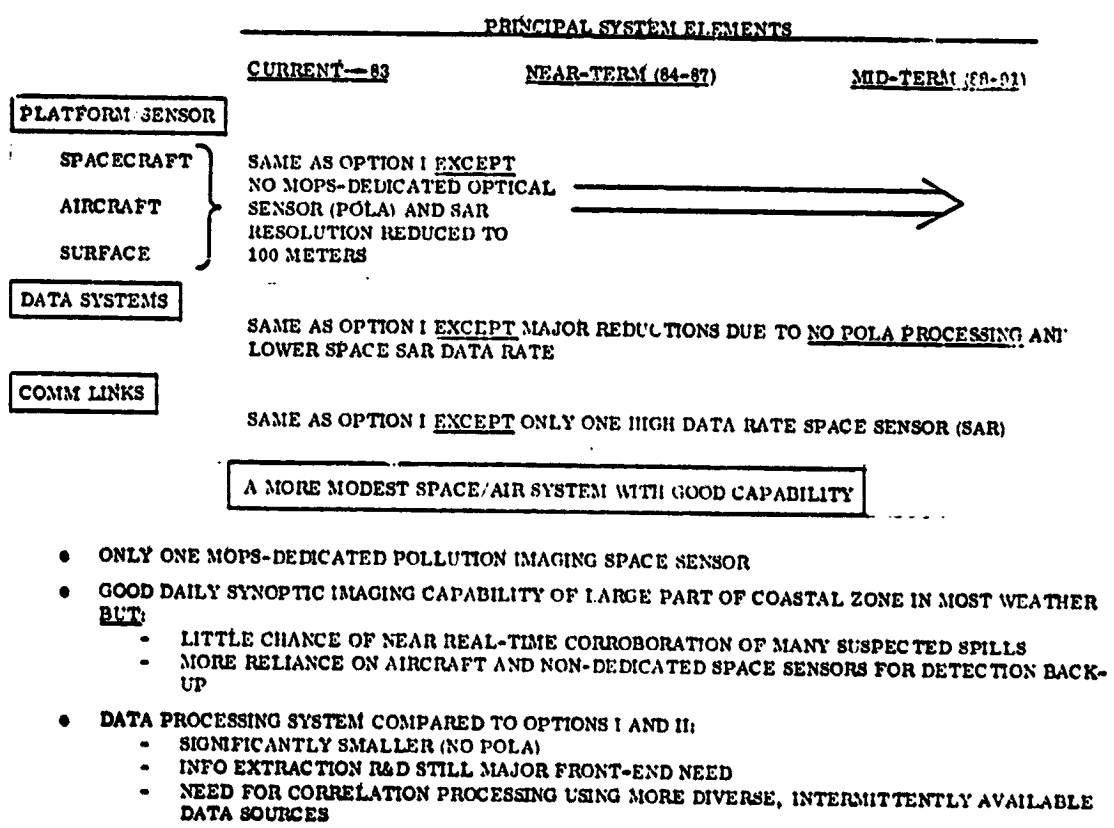 PRINCIPAL SYSTEM ELEMENTS
CURRENT—83 NEAR-TERM (84-87) MID-TERM (88-91)
PLATFORM/SENSOR
SPACECRAFT
AIRCRAFT
SURFACE
SAME AS OPTION I EXCEPT
NO MOPS-DEDICATED OPTICAL
SENSOR (POLA) AND SAR
RESOLUTION REDUCED TO
100 METERS
DATA SYSTEMS
SAME AS OPTION I EXCEPT MAJOR REDUCTIONS DUE TO NO POLA PROCESSING AND
LOWER SPACE SAR DATA RATE
COMM LINKS
SAME AS OPTION I EXCEPT ONLY ONE HIGH DATA RATE SPACE SENSOR (SAR)
A MORE MODEST SPACE/AIR SYSTEM WITH GOOD CAPABILITY
• ONLY ONE MOPS-DEDICATED POLLUTION IMAGING SPACE SENSOR
• GOOD DAILY SYNOPTIC IMAGING CAPABILITY OF LARGE PART OF COASTAL ZONE IN MOST WEATHER
BUT:
- LITTLE CHANCE OF NEAR REAL-TIME CORROBORATION OF MANY SUSPECTED SPILLS
- MORE RELIANCE ON AIRCRAFT AND NON-DEDICATED SPACE SENSORS FOR DETECTION BACK-
UP
• DATA PROCESSING SYSTEM COMPARED TO OPTIONS I AND II:
- SIGNIFICANTLY SMALLER (NO POLA)
- INFO EXTRACTION R&D STILL MAJOR FRONT-END NEED
- NEED FOR CORRELATION PROCESSING USING MORE DIVERSE, INTERMITTENTLY AVAILABLE
DATA SOURCES